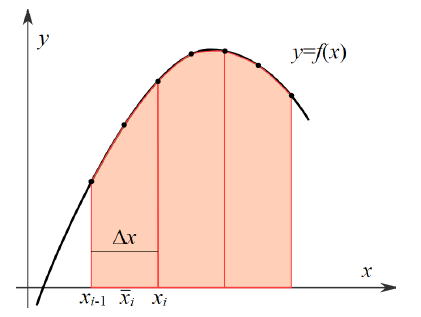 y
y=f(x)
Δx
x
xᵢ₋₁ x̅ᵢ xᵢ